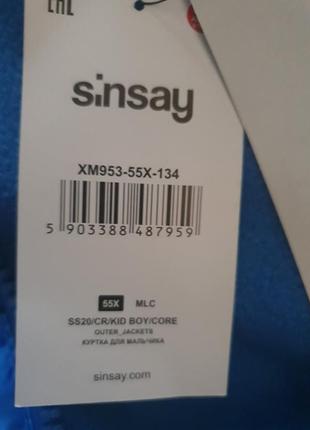 EAC
sinsay
XM953-55X-134
5 903388 487959
55X MLC
SS20/CR/KID BOY/CORE
OUTER_JACKETS
КУРТКА ДЛЯ МАЛЬЧИКА
sinsay.com